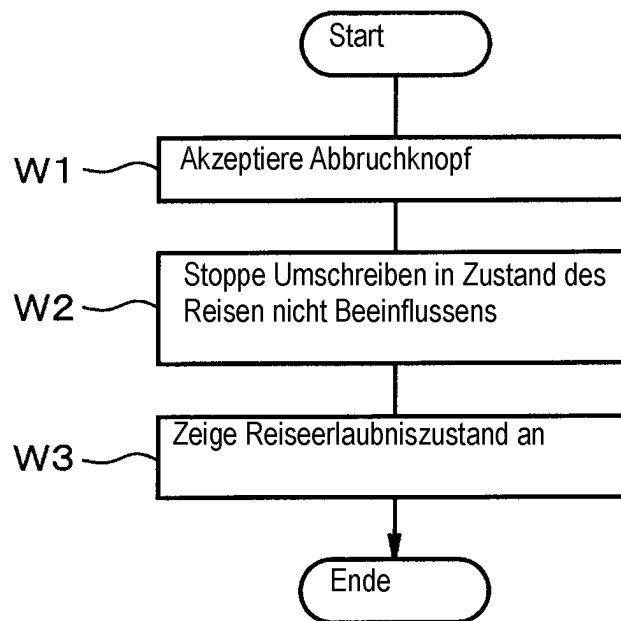 Start
W1
Akzeptiere Abbruchknopf
W2
Stoppe Umschreiben in Zustand des
Reisen nicht Beeinflussens
W3
Zeige Reiseerlaubniszustand an
Ende